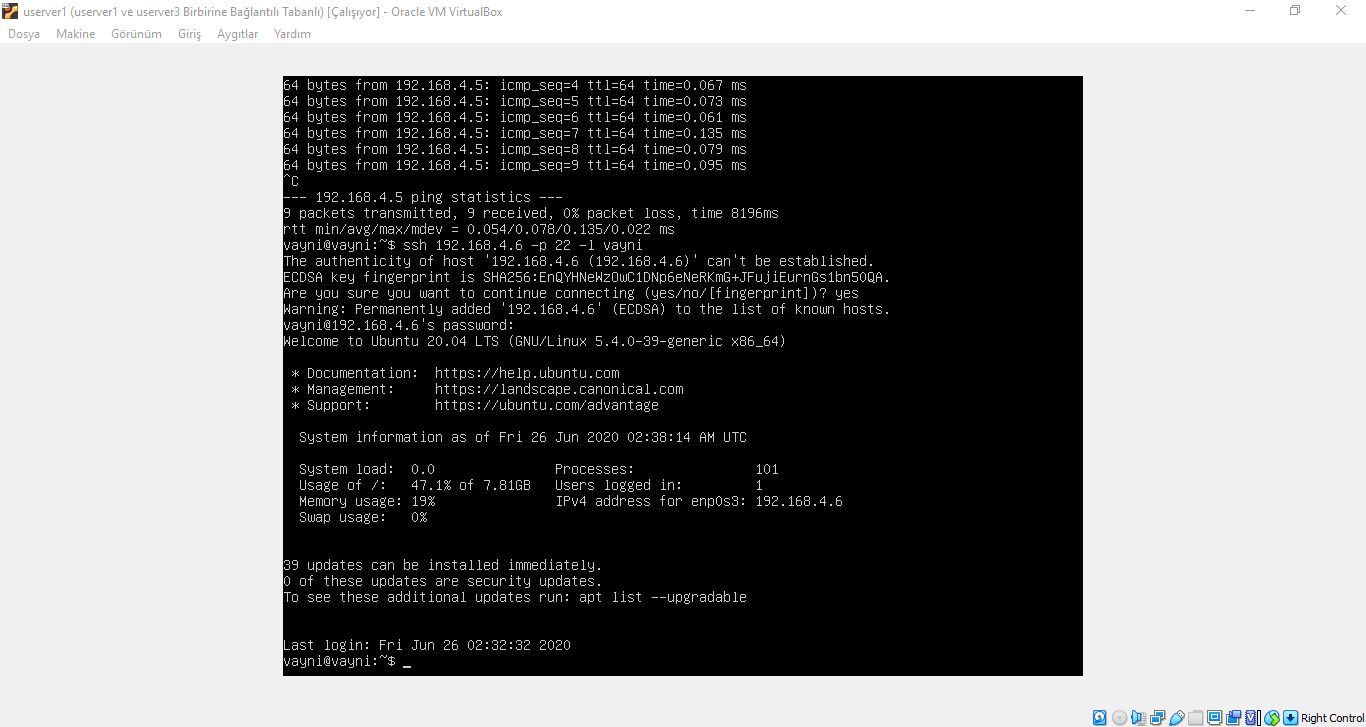 userver1 (userver1 ve userver3 Birbirine Bağlantılı Tabanlı) [Çalışıyor] - Oracle VM VirtualBox
Dosya Makine Görünüm Giriş Aygıtlar Yardım
64 bytes from 192.168.4.5: icmp_seq=4 ttl=64 time=0.067 ms
64 bytes from 192.168.4.5: icmp_seq=5 ttl=64 time=0.073 ms
64 bytes from 192.168.4.5: icmp_seq=6 ttl=64 time=0.061 ms
64 bytes from 192.168.4.5: icmp_seq=7 ttl=64 time=0.135 ms
64 bytes from 192.168.4.5: icmp_seq=8 ttl=64 time=0.079 ms
64 bytes from 192.168.4.5: icmp_seq=9 ttl=64 time=0.095 ms
^C
--- 192.168.4.5 ping statistics ---
9 packets transmitted, 9 received, 0% packet loss, time 8196ms
rtt min/avg/max/mdev = 0.054/0.078/0.135/0.022 ms
vayni@vayni:~$ ssh 192.168.4.6 -p 22 -l vayni
The authenticity of host '192.168.4.6 (192.168.4.6)' can't be established.
ECDSA key fingerprint is SHA256:EnQYHNeWzOwC1DNp6eNeRKmG+JFujiEurnGs1bn50QA.
Are you sure you want to continue connecting (yes/no/[fingerprint])? yes
Warning: Permanently added '192.168.4.6' (ECDSA) to the list of known hosts.
vayni@192.168.4.6's password:
Welcome to Ubuntu 20.04 LTS (GNU/Linux 5.4.0-39-generic x86_64)
* Documentation: https://help.ubuntu.com
* Management: https://landscape.canonical.com
* Support: https://ubuntu.com/advantage
System information as of Fri 26 Jun 2020 02:38:14 AM UTC
System load: 0.0 Processes: 101
Usage of /: 47.1% of 7.81GB Users logged in: 1
Memory usage: 19% IPv4 address for enp0s3: 192.168.4.6
Swap usage: 0%
39 updates can be installed immediately.
0 of these updates are security updates.
To see these additional updates run: apt list --upgradable
Last login: Fri Jun 26 02:32:32 2020
vayni@vayni:~$ _
Right Control